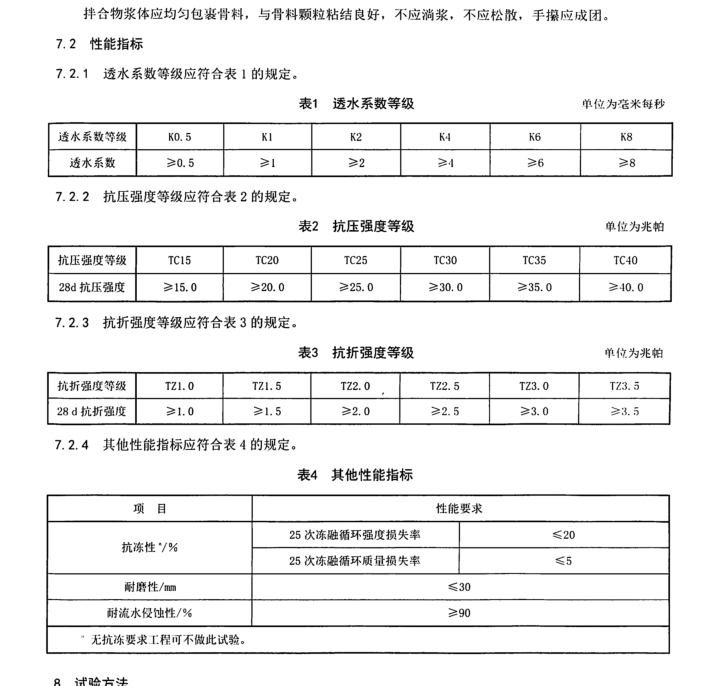 拌合物浆体应均匀包裹骨料，与骨料颗粒粘结良好，不应淌浆，不应松散，手攥应成团。
7.2 性能指标
7.2.1 透水系数等级应符合表1的规定。
表1 透水系数等级 单位为毫米每秒
透水系数等级 K0.5 K1 K2 K4 K6 K8
透水系数 ≥0.5 ≥1 ≥2 ≥4 ≥6 ≥8
7.2.2 抗压强度等级应符合表2的规定。
表2 抗压强度等级 单位为兆帕
抗压强度等级 TC15 TC20 TC25 TC30 TC35 TC40
28d抗压强度 ≥15.0 ≥20.0 ≥25.0 ≥30.0 ≥35.0 ≥40.0
7.2.3 抗折强度等级应符合表3的规定。
表3 抗折强度等级 单位为兆帕
抗折强度等级 TZ1.0 TZ1.5 TZ2.0 TZ2.5 TZ3.0 TZ3.5
28 d抗折强度 ≥1.0 ≥1.5 ≥2.0 ≥2.5 ≥3.0 ≥3.5
7.2.4 其他性能指标应符合表4的规定。
表4 其他性能指标
项 目 性能要求
抗冻性ª/% 25次冻融循环强度损失率 ≤20
25次冻融循环质量损失率 ≤5
耐磨性/mm ≤30
耐流水侵蚀性/% ≥90
ª 无抗冻要求工程可不做此试验。
8 试验方法